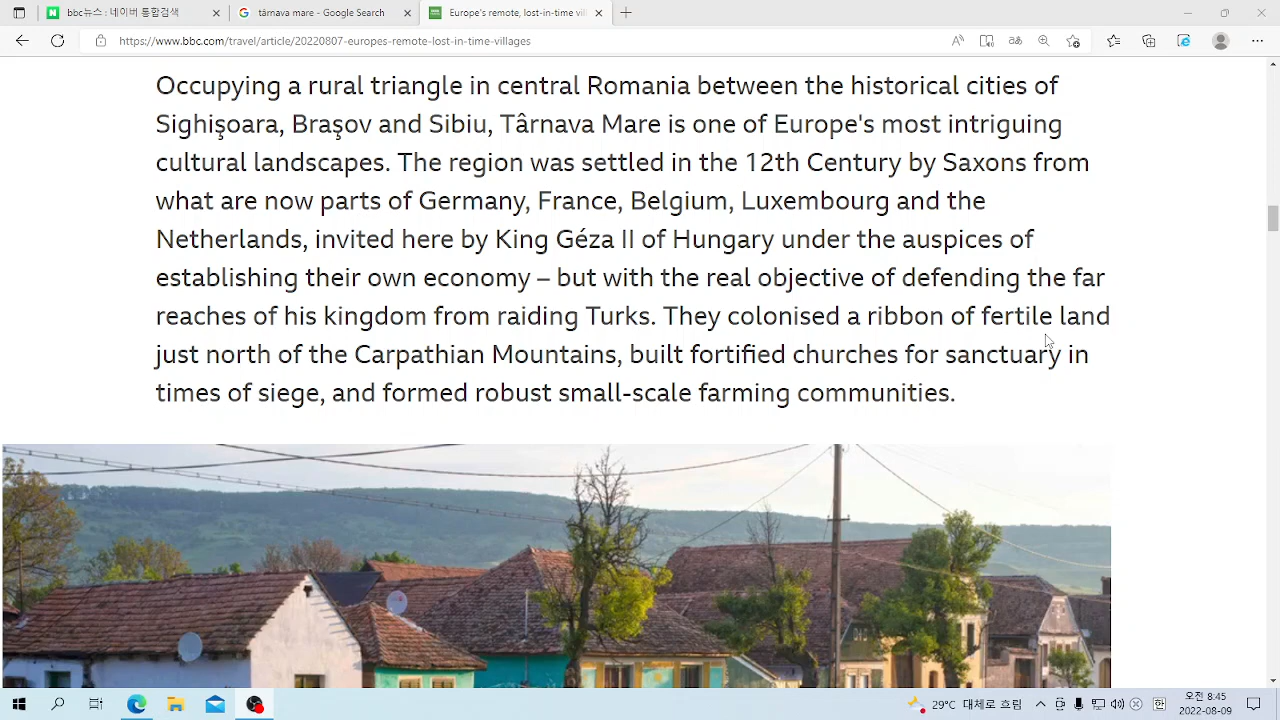 bbc뉴스 : 네이버 통합검색
târnava mare - Google Search
Europe's remote, lost-in-time vil
https://www.bbc.com/travel/article/20220807-europes-remote-lost-in-time-villages
Occupying a rural triangle in central Romania between the historical cities of
Sighişoara, Braşov and Sibiu, Târnava Mare is one of Europe's most intriguing
cultural landscapes. The region was settled in the 12th Century by Saxons from
what are now parts of Germany, France, Belgium, Luxembourg and the
Netherlands, invited here by King Géza II of Hungary under the auspices of
establishing their own economy – but with the real objective of defending the far
reaches of his kingdom from raiding Turks. They colonised a ribbon of fertile land
just north of the Carpathian Mountains, built fortified churches for sanctuary in
times of siege, and formed robust small-scale farming communities.
29°C 대체로 흐림
한
오전 8:45
2022-08-09